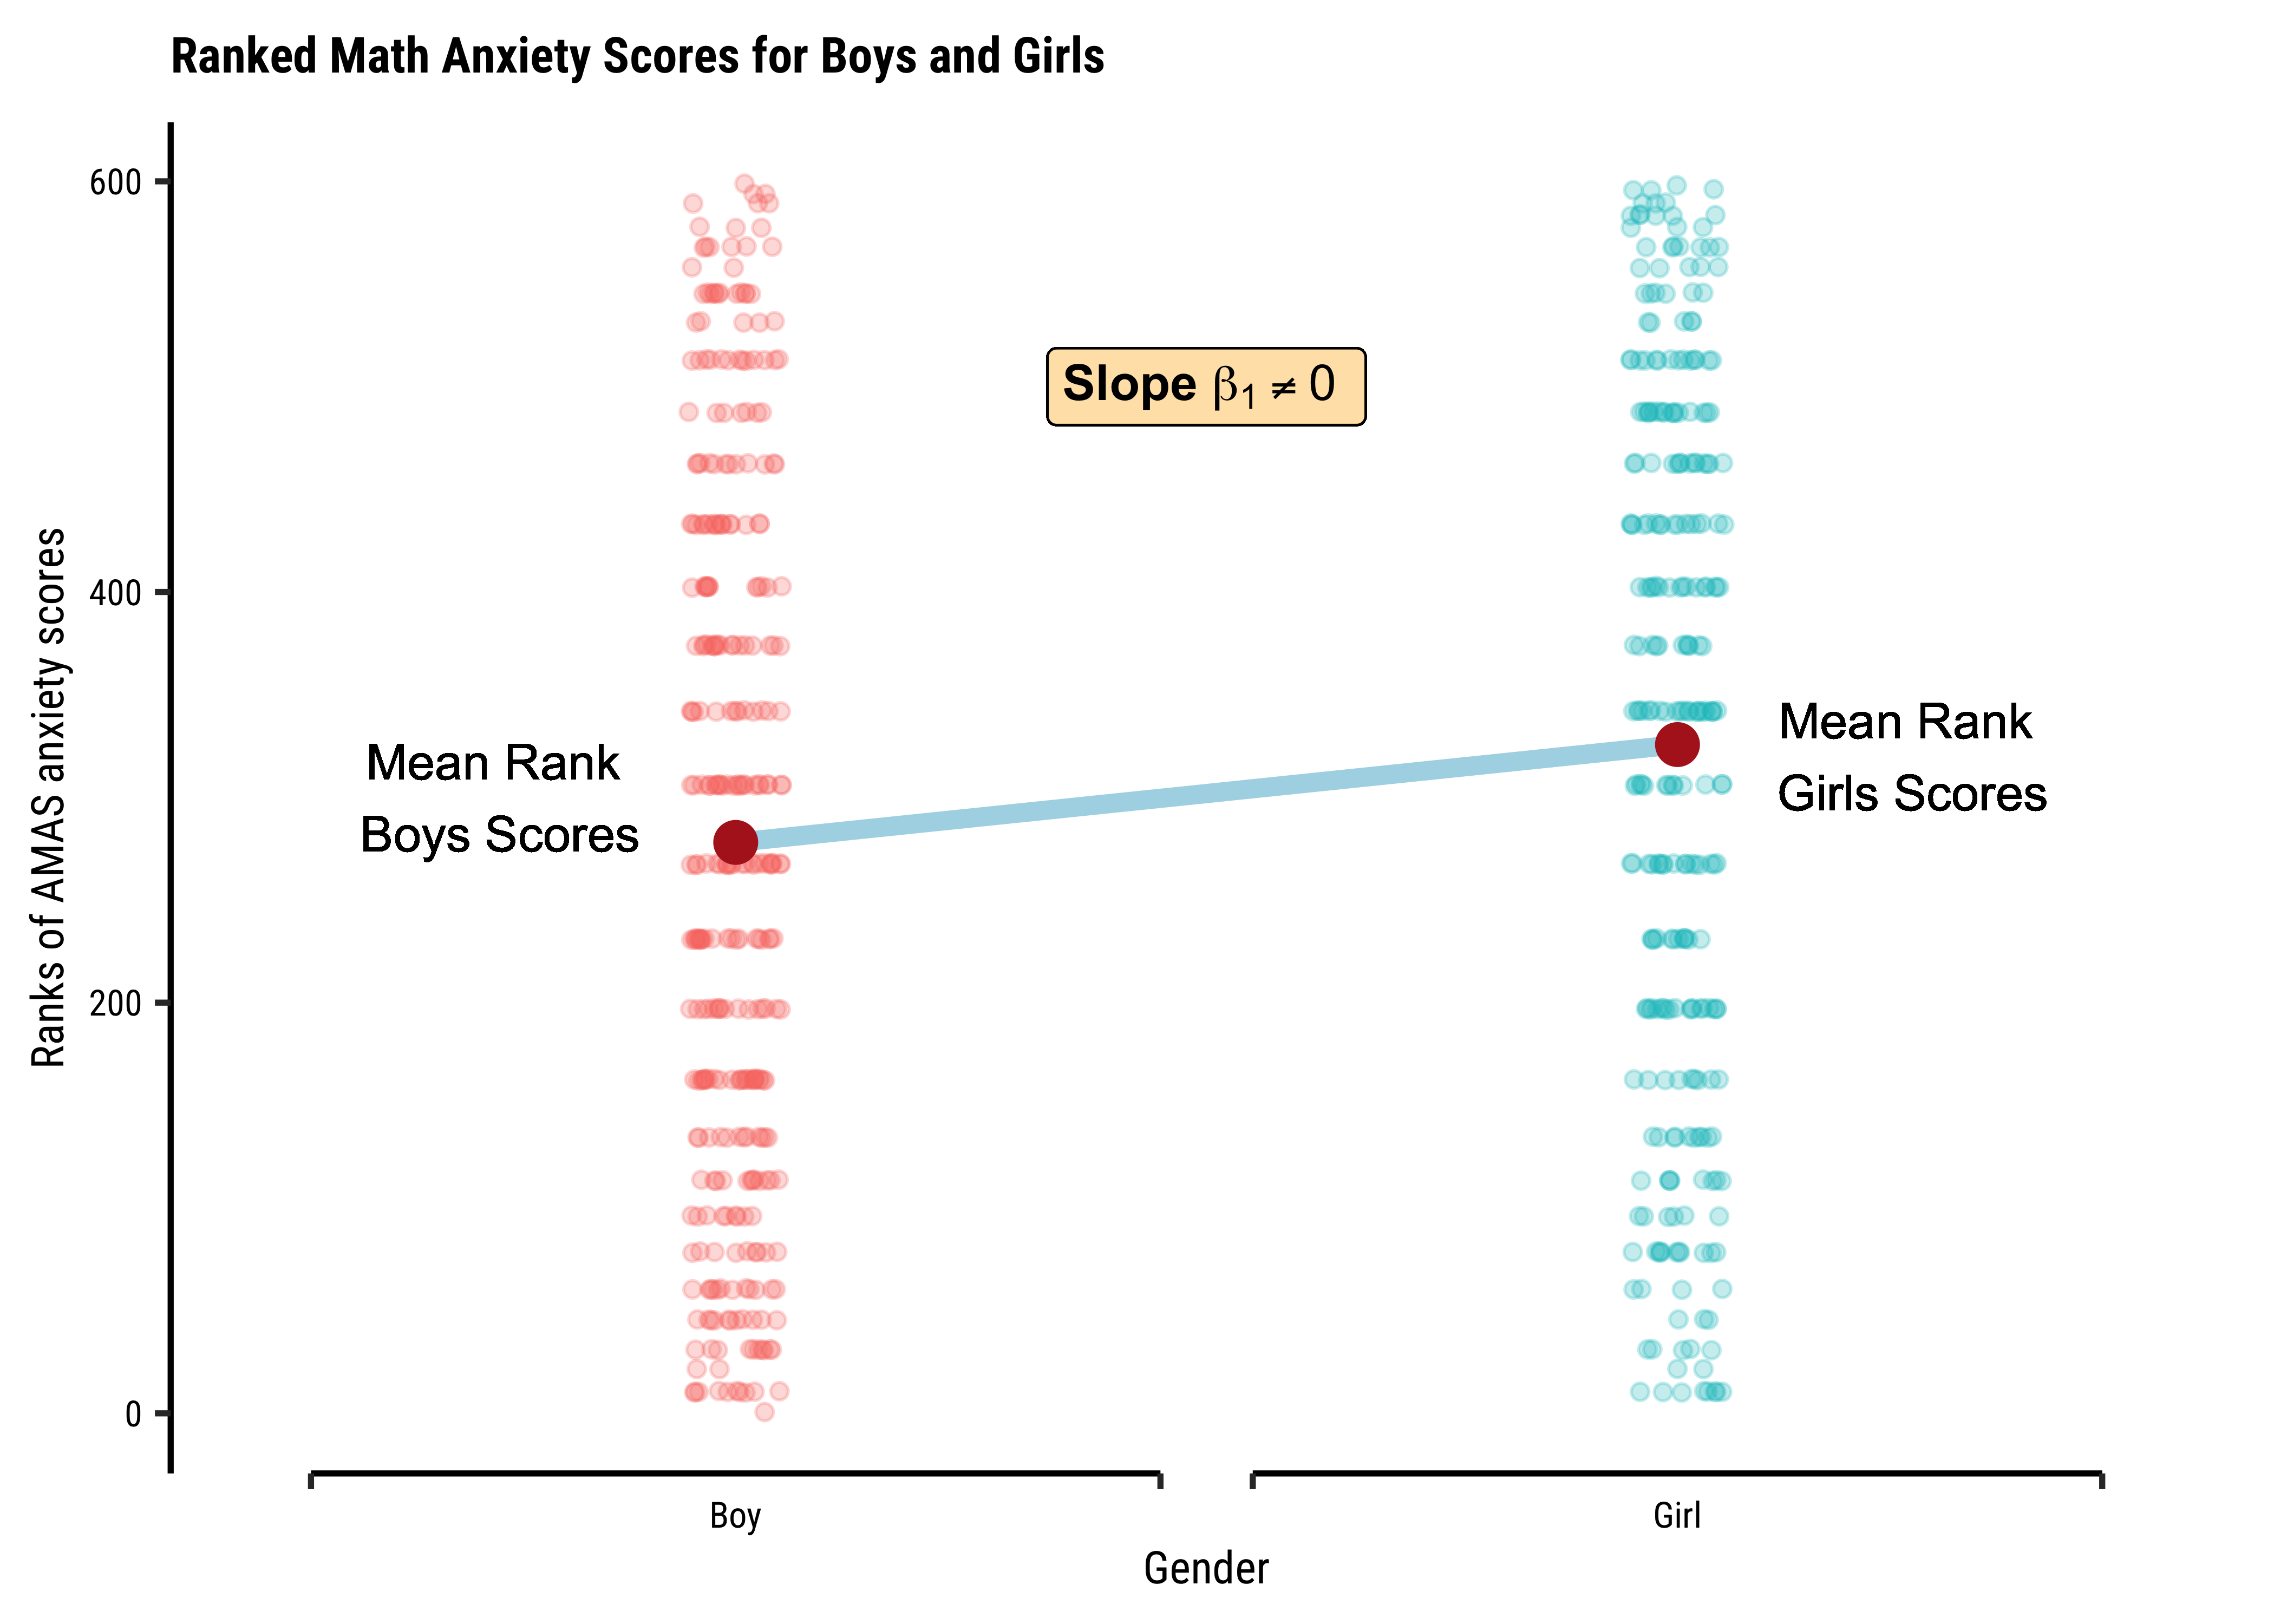 Ranked Math Anxiety Scores for Boys and Girls
Ranks of AMAS anxiety scores
600
400
200
0
Slope β₁ ≠ 0
Mean Rank
Boys Scores
Mean Rank
Girls Scores
Boy
Girl
Gender